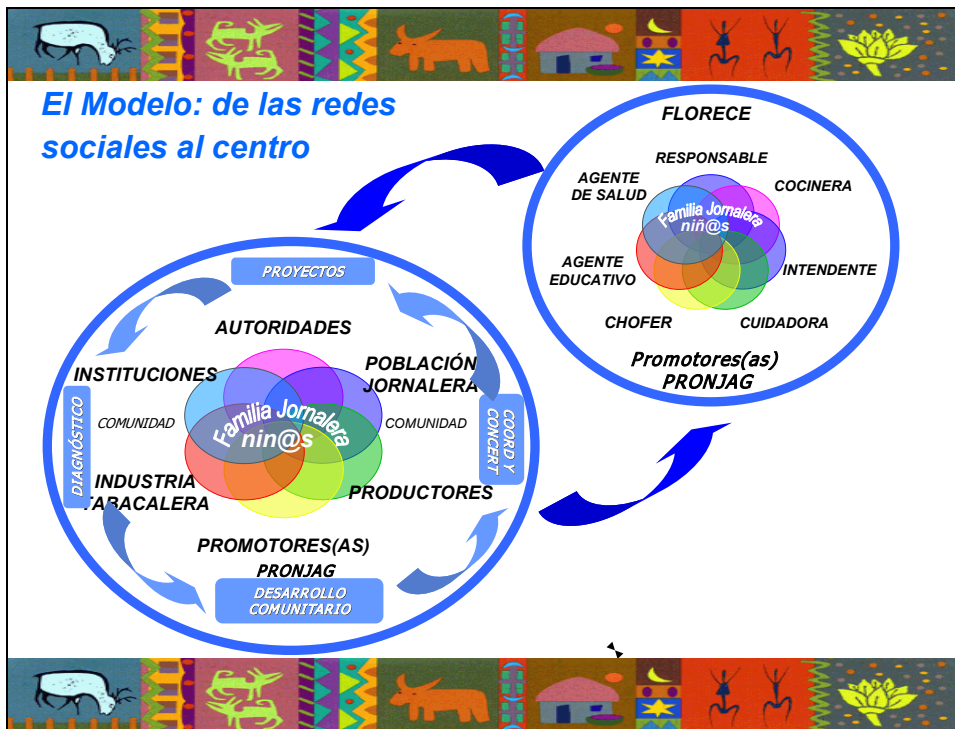 El Modelo: de las redes
sociales al centro
FLORECE
RESPONSABLE
AGENTE
DE SALUD
COCINERA
Familia Jornalera
niñ@s
AGENTE
EDUCATIVO
INTENDENTE
CHOFER
CUIDADORA
Promotores(as)
PRONJAG
PROYECTOS
AUTORIDADES
INSTITUCIONES
POBLACIÓN
JORNALERA
DIAGNÓSTICO
COMUNIDAD
Familia Jornalera
nin@s
COMUNIDAD
COORD Y
CONCERT
INDUSTRIA
TABACALERA
PRODUCTORES
PROMOTORES(AS)
PRONJAG
DESARROLLO
COMUNITARIO